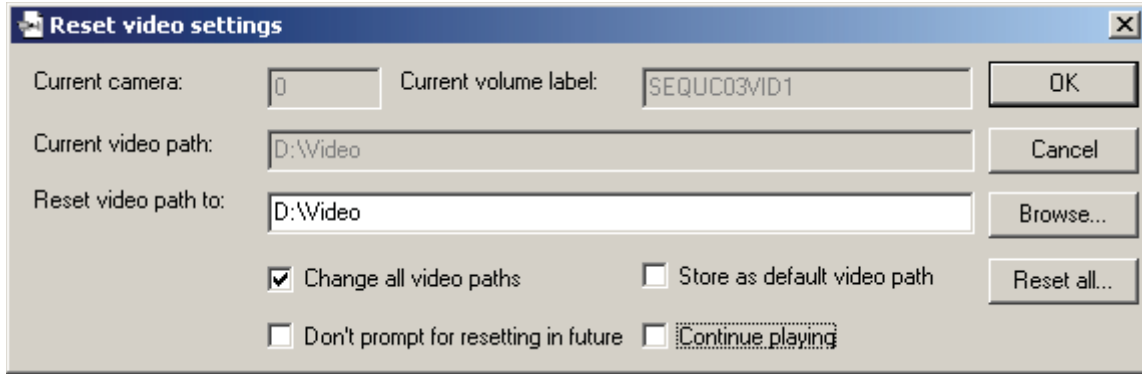 Reset video settings
Current camera: 0 Current volume label: SEQUC03VID1 OK
Current video path: D:\Video Cancel
Reset video path to: D:\Video Browse...
Change all video paths Store as default video path Reset all...
Don't prompt for resetting in future Continue playing